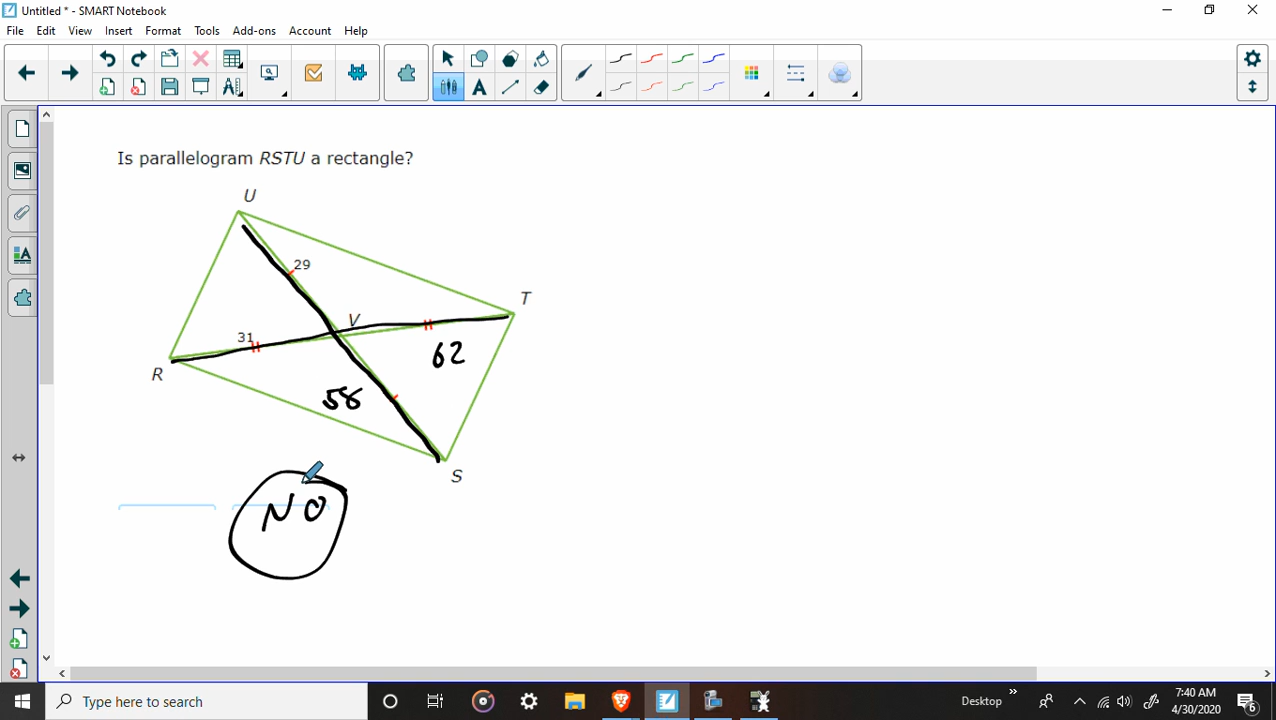 Untitled * - SMART Notebook
File Edit View Insert Format Tools Add-ons Account Help
Is parallelogram RSTU a rectangle?
U
29
T
V
31
62
R
58
S
NO
Type here to search
Desktop
7:40 AM
4/30/2020
6